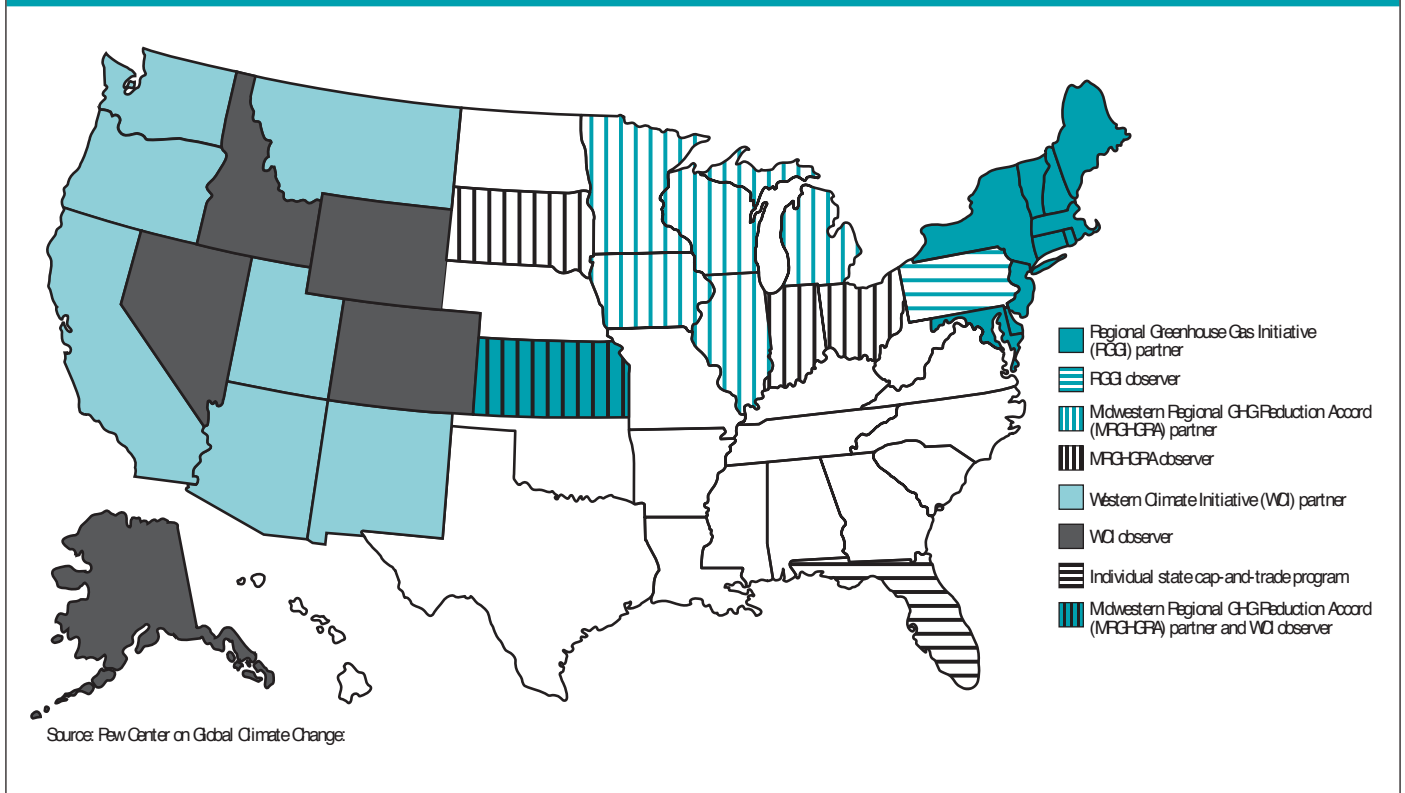 Regional Greenhouse Gas Initiative
(RGGI) partner
RGGI observer
Midwestern Regional GHG Reduction Accord
(MRGHGRA) partner
MRGHGRA observer
Western Climate Initiative (WCI) partner
WCI observer
Individual state cap-and-trade program
Midwestern Regional GHG Reduction Accord
(MRGHGRA) partner and WCI observer
Source: Pew Center on Global Climate Change: